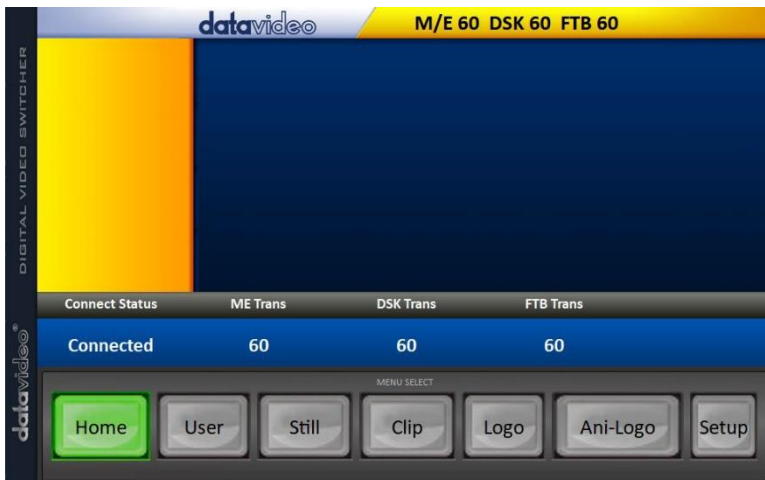 datavideo M/E 60 DSK 60 FTB 60
DIGITAL VIDEO SWITCHER
datavideo®
Connect Status ME Trans DSK Trans FTB Trans
Connected 60 60 60
MENU SELECT
Home User Still Clip Logo Ani-Logo Setup